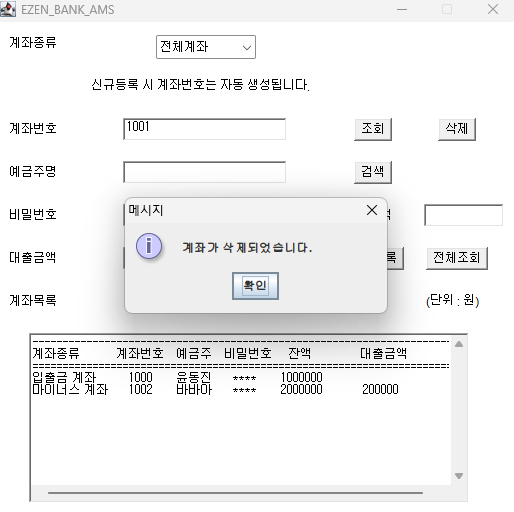 EZEN_BANK_AMS
계좌종류 전체계좌
신규등록 시 계좌번호는 자동 생성됩니다.
계좌번호 1001 조회 삭제
예금주명 검색
메시지
비밀번호
계좌가 삭제되었습니다.
대출금액 록 전체조회
확인
계좌목록 (단위 : 원)
계좌종류 계좌번호 예금주 비밀번호 잔액 대출금액
입출금 계좌 1000 윤동진 **** 1000000
마이너스 계좌 1002 바바아 **** 2000000 200000